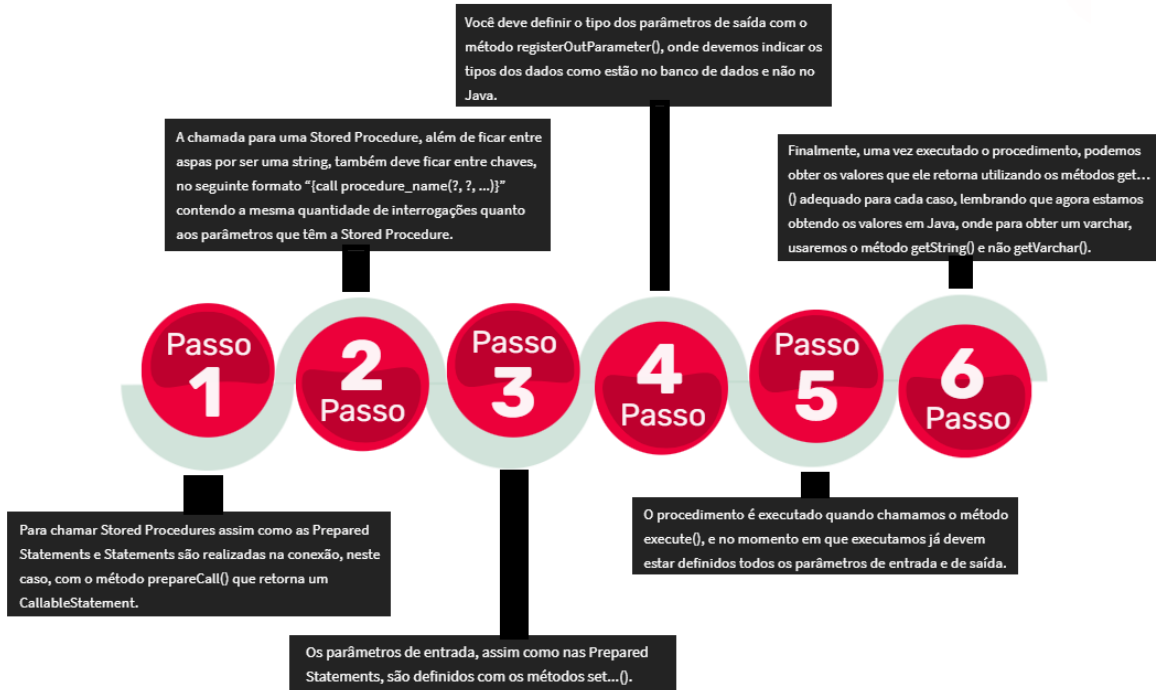 Você deve definir o tipo dos parâmetros de saída com o
método registerOutParameter(), onde devemos indicar os
tipos dos dados como estão no banco de dados e não no
Java.
A chamada para uma Stored Procedure, além de ficar entre
aspas por ser uma string, também deve ficar entre chaves,
no seguinte formato “{call procedure_name(?, ?, ...)}”
contendo a mesma quantidade de interrogações quanto
aos parâmetros que têm a Stored Procedure.
Finalmente, uma vez executado o procedimento, podemos
obter os valores que ele retorna utilizando os métodos get...
() adequado para cada caso, lembrando que agora estamos
obtendo os valores em Java, onde para obter um varchar,
usaremos o método getString() e não getVarchar().
Passo
1
2
Passo
Passo
3
4
Passo
Passo
5
6
Passo
Para chamar Stored Procedures assim como as Prepared
Statements e Statements são realizadas na conexão, neste
caso, com o método prepareCall() que retorna um
CallableStatement.
O procedimento é executado quando chamamos o método
execute(), e no momento em que executamos já devem
estar definidos todos os parâmetros de entrada e de saída.
Os parâmetros de entrada, assim como nas Prepared
Statements, são definidos com os métodos set...().